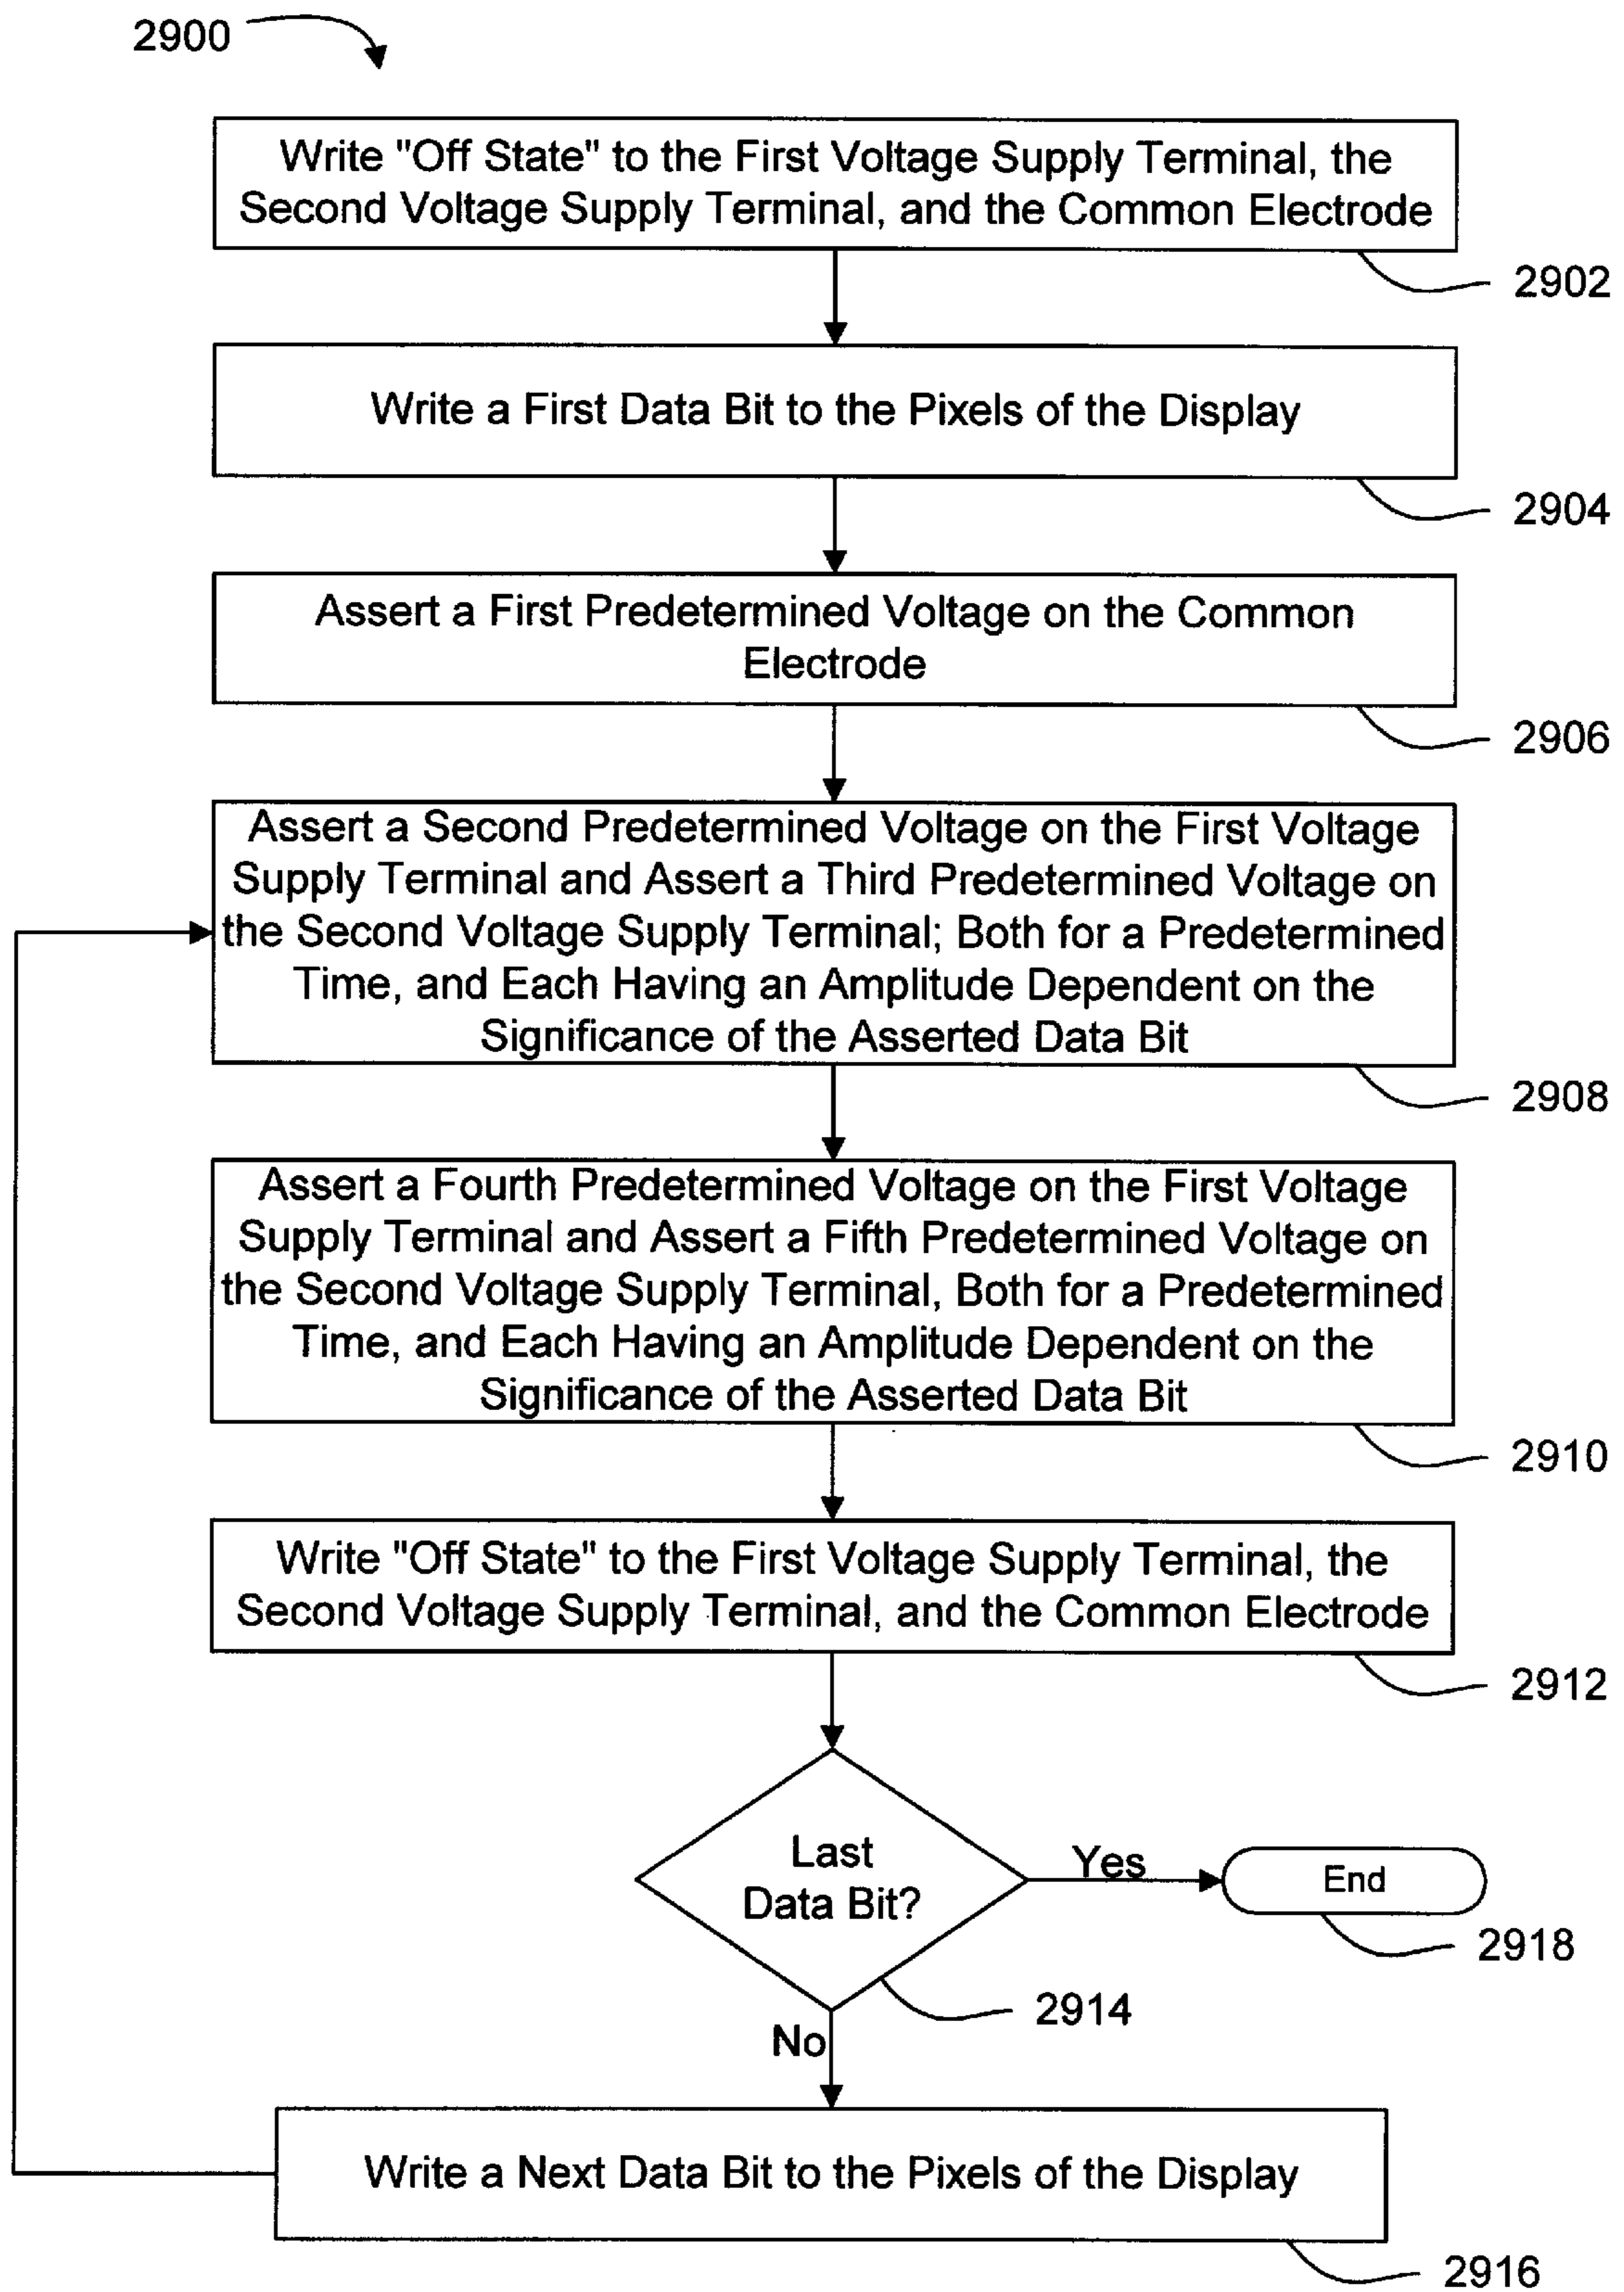 2900
Write "Off State" to the First Voltage Supply Terminal, the
Second Voltage Supply Terminal, and the Common Electrode
2902
Write a First Data Bit to the Pixels of the Display
2904
Assert a First Predetermined Voltage on the Common
Electrode
2906
Assert a Second Predetermined Voltage on the First Voltage
Supply Terminal and Assert a Third Predetermined Voltage on
the Second Voltage Supply Terminal; Both for a Predetermined
Time, and Each Having an Amplitude Dependent on the
Significance of the Asserted Data Bit
2908
Assert a Fourth Predetermined Voltage on the First Voltage
Supply Terminal and Assert a Fifth Predetermined Voltage on
the Second Voltage Supply Terminal, Both for a Predetermined
Time, and Each Having an Amplitude Dependent on the
Significance of the Asserted Data Bit
2910
Write "Off State" to the First Voltage Supply Terminal, the
Second Voltage Supply Terminal, and the Common Electrode
2912
Last
Data Bit?
Yes
End
2918
2914
No
Write a Next Data Bit to the Pixels of the Display
2916